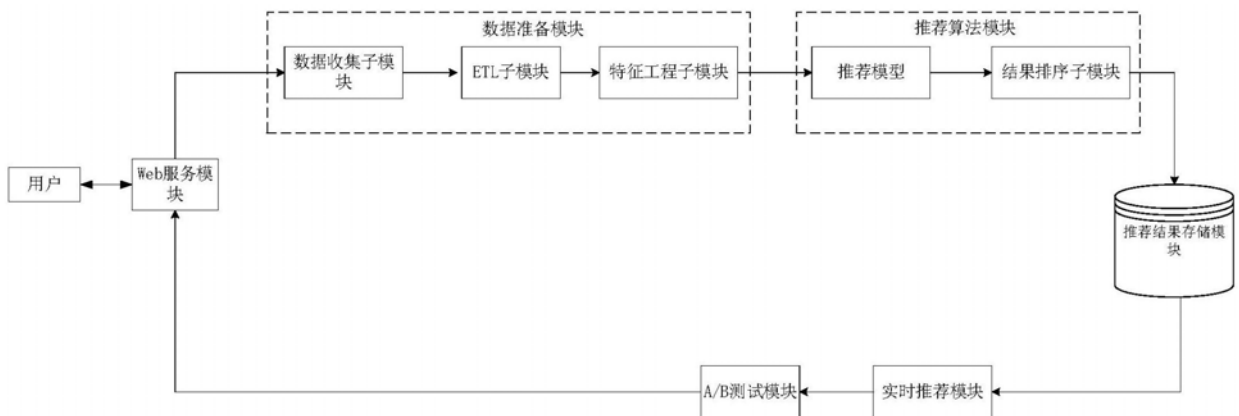 数据准备模块
推荐算法模块
数据收集子模
块
ETL子模块
特征工程子模块
推荐模型
结果排序子模块
用户
Web服务模
块
推荐结果存储模
块
A/B测试模块
实时推荐模块